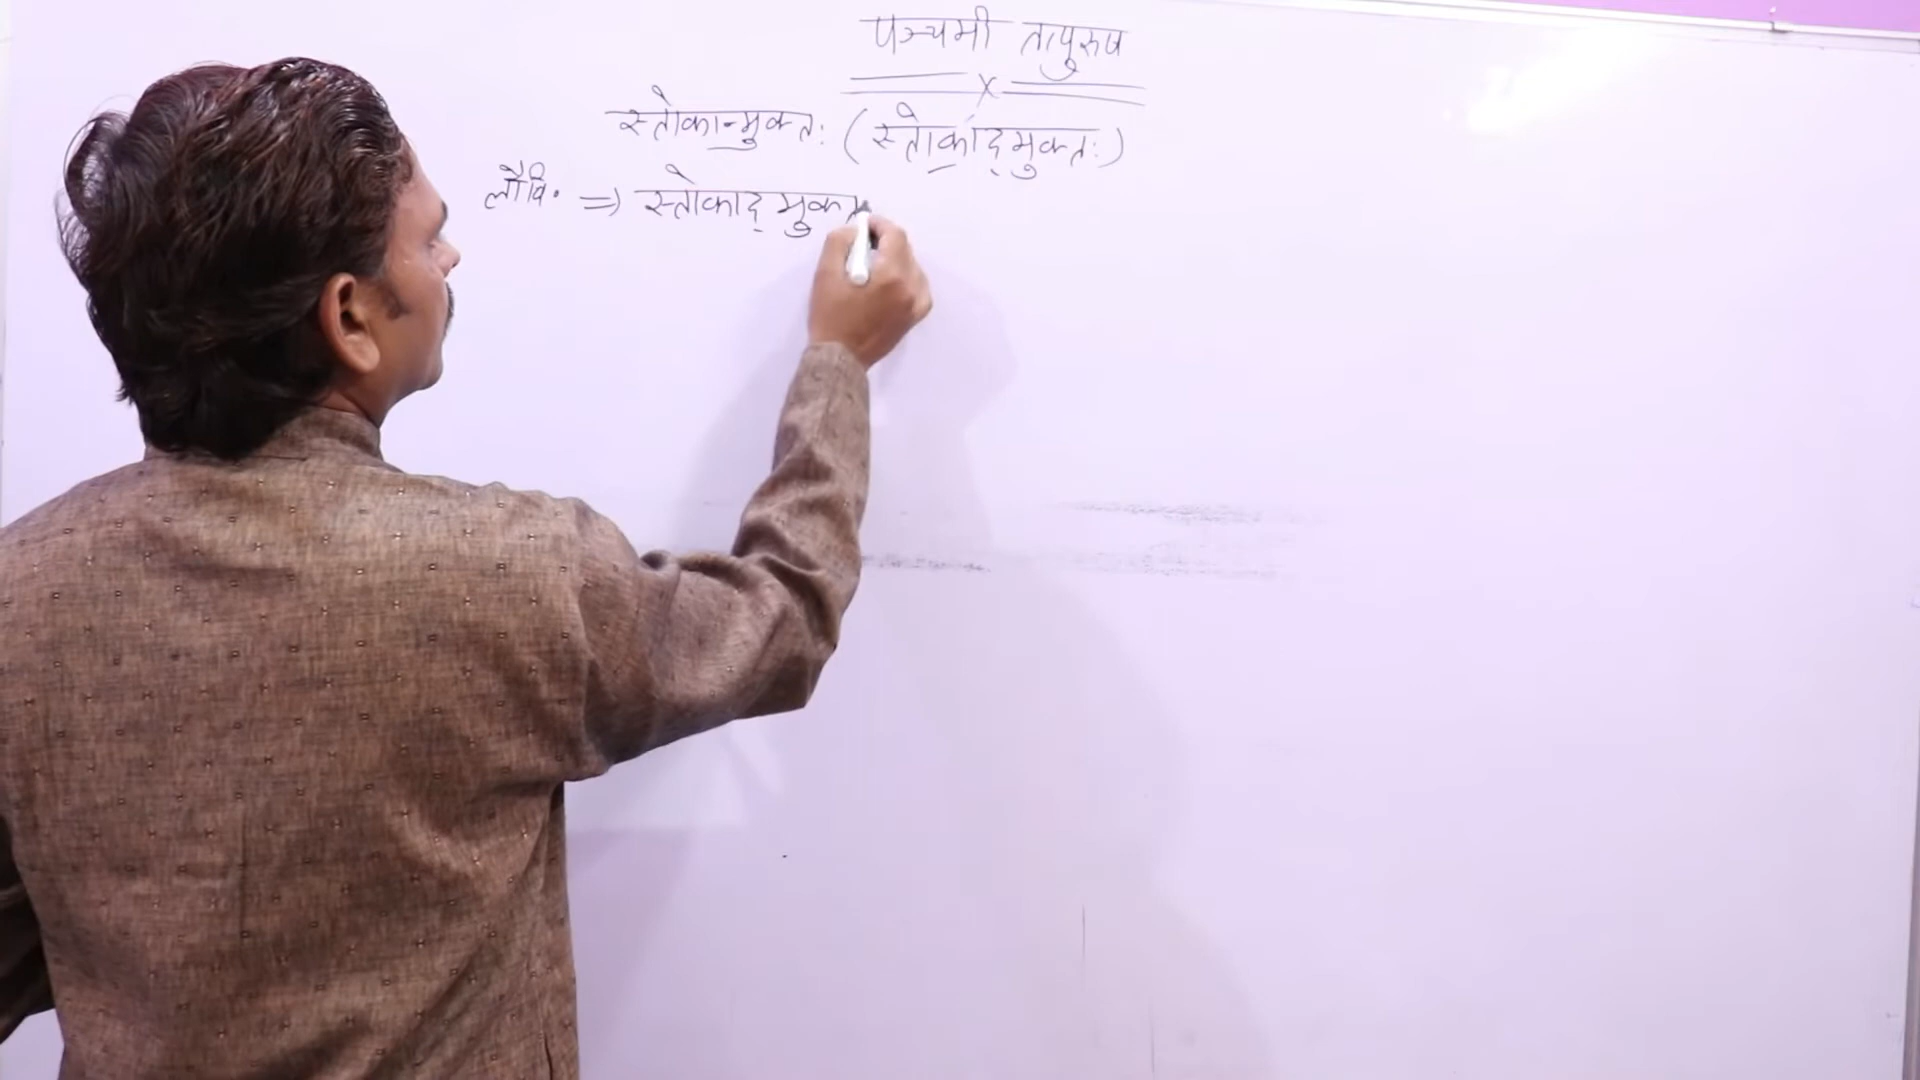 पञ्चमी तत्पुरुष
स्तोकान्मुक्तः (स्तोकाद्मुक्तः)
लौ॰वि॰ => स्तोकाद् मुक्त